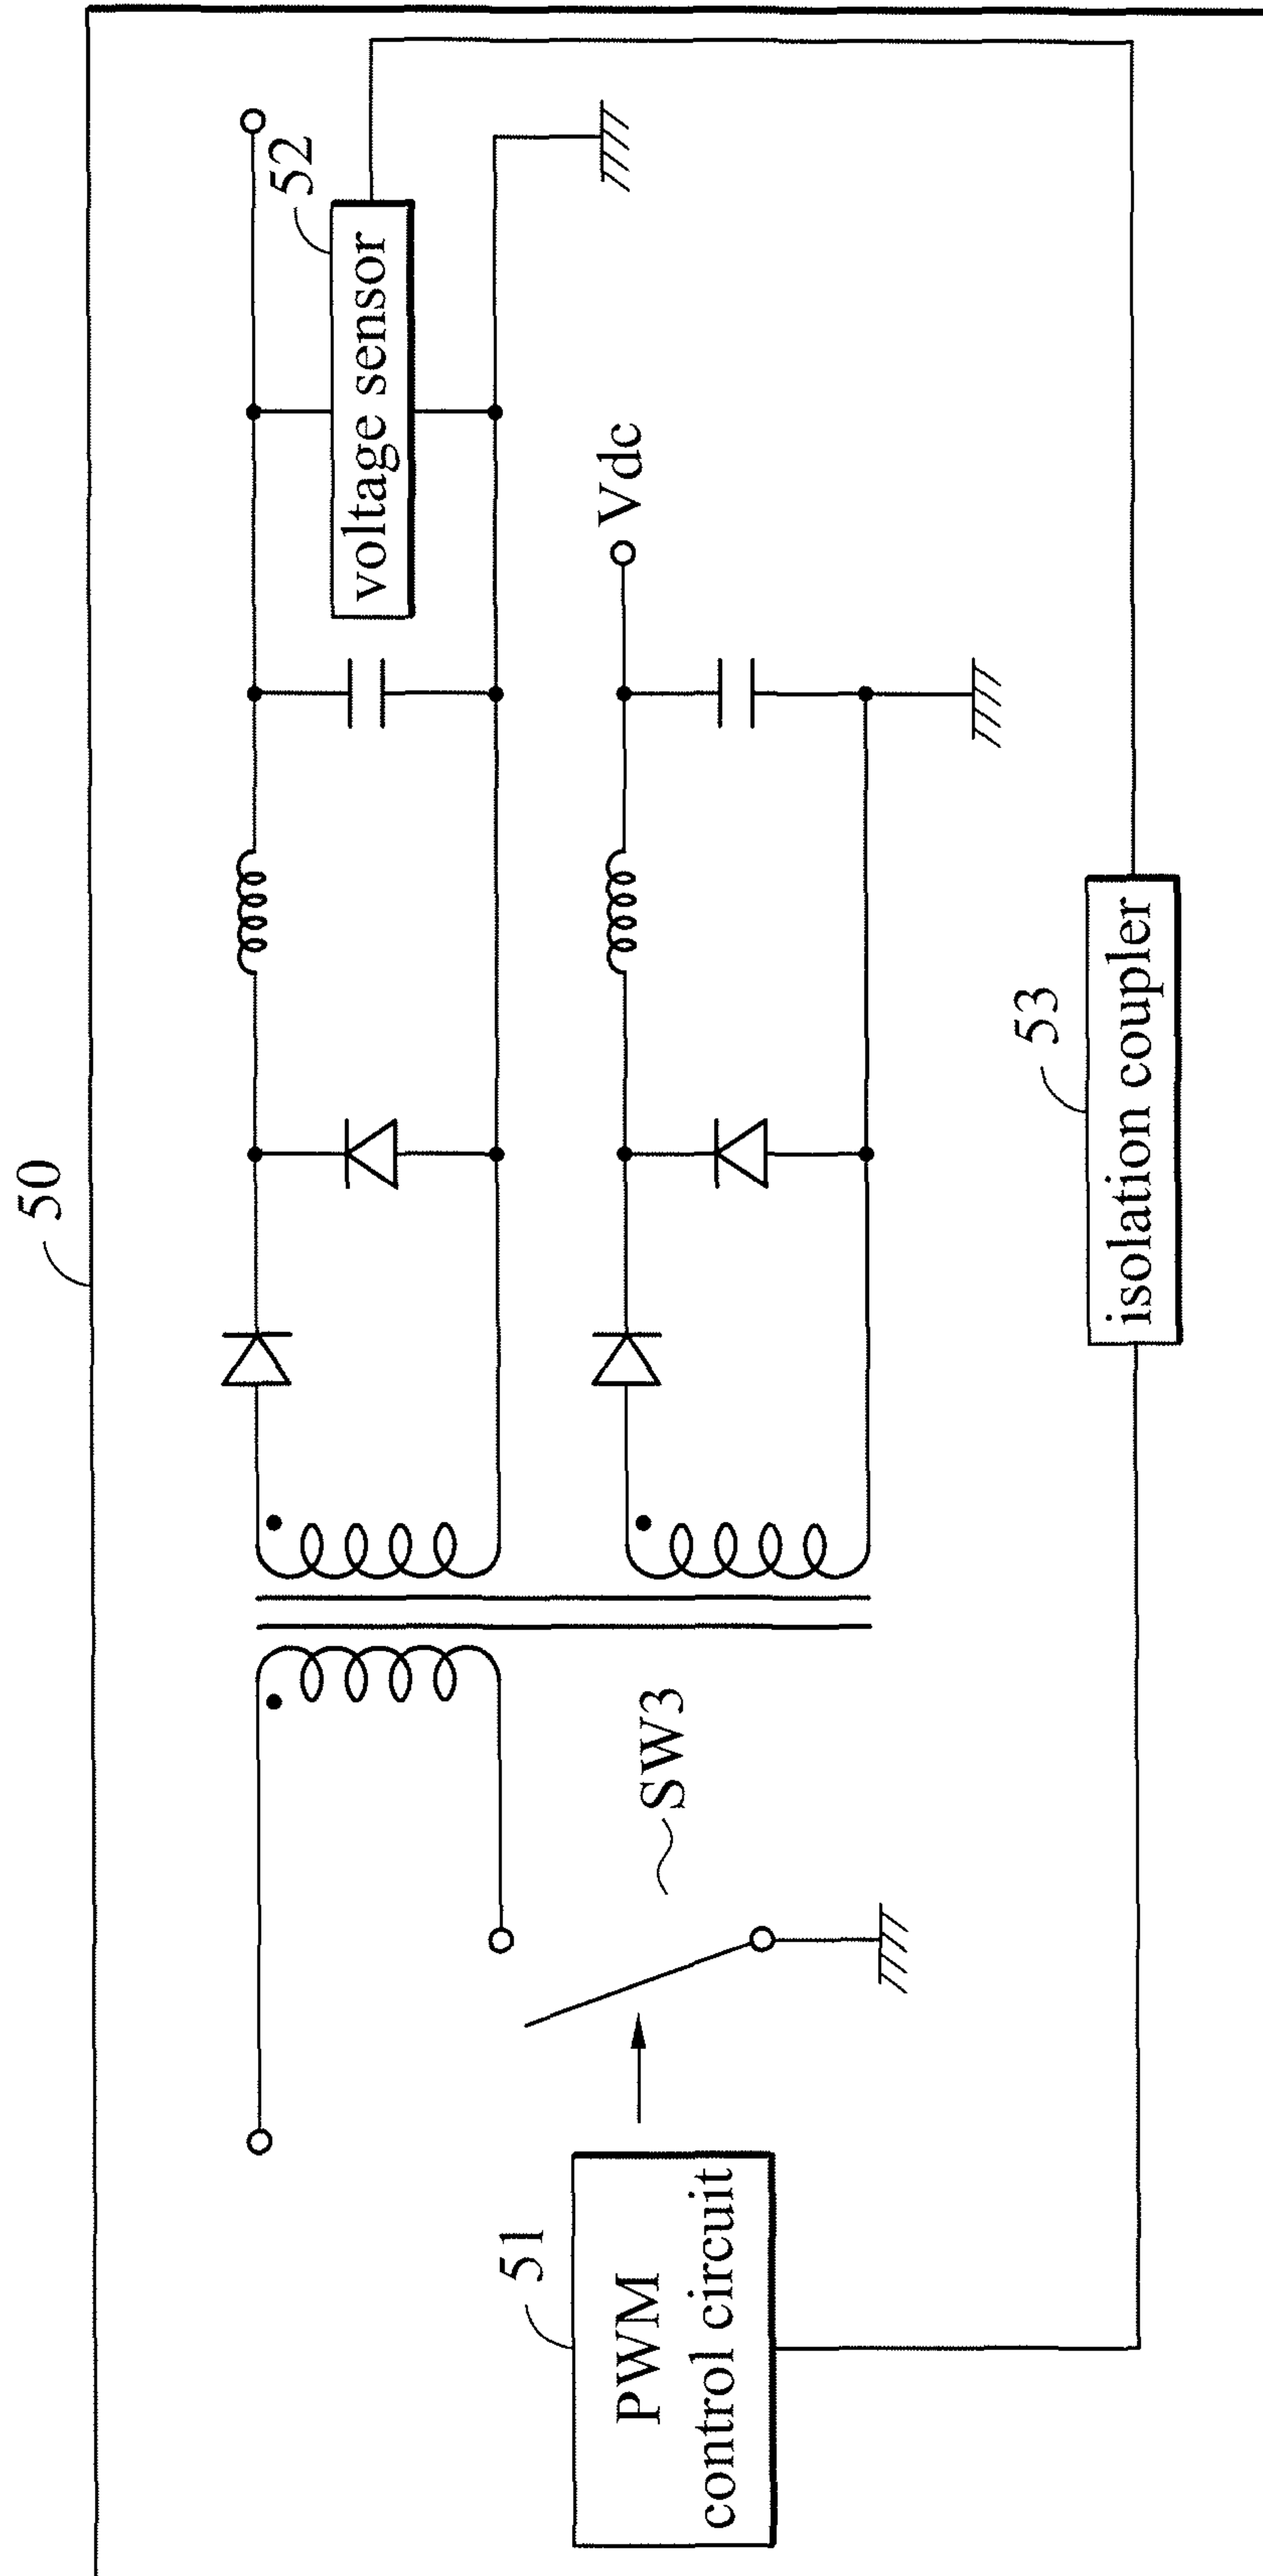 50
52
voltage sensor
Vdc
SW3
51
PWM
control circuit
53
isolation coupler